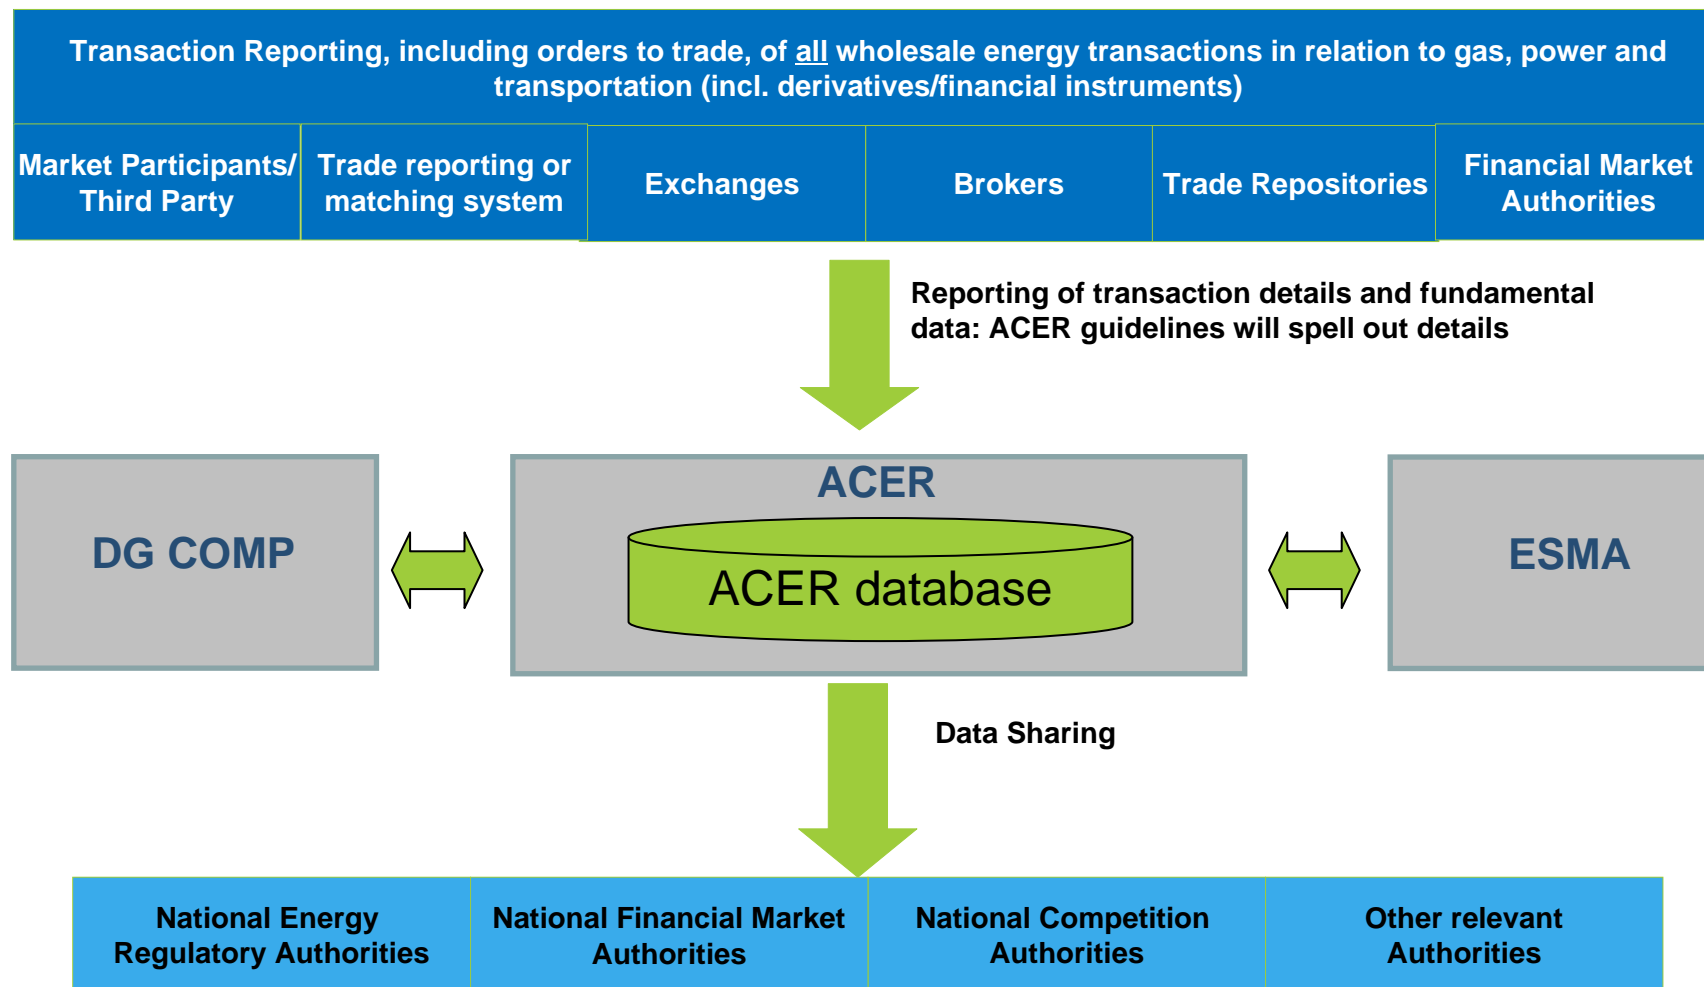 Transaction Reporting, including orders to trade, of all wholesale energy transactions in relation to gas, power and
transportation (incl. derivatives/financial instruments)
Market Participants/
Third Party
Trade reporting or
matching system
Exchanges
Brokers
Trade Repositories
Financial Market
Authorities
Reporting of transaction details and fundamental
data: ACER guidelines will spell out details
DG COMP
ACER
ACER database
ESMA
Data Sharing
National Energy
Regulatory Authorities
National Financial Market
Authorities
National Competition
Authorities
Other relevant
Authorities